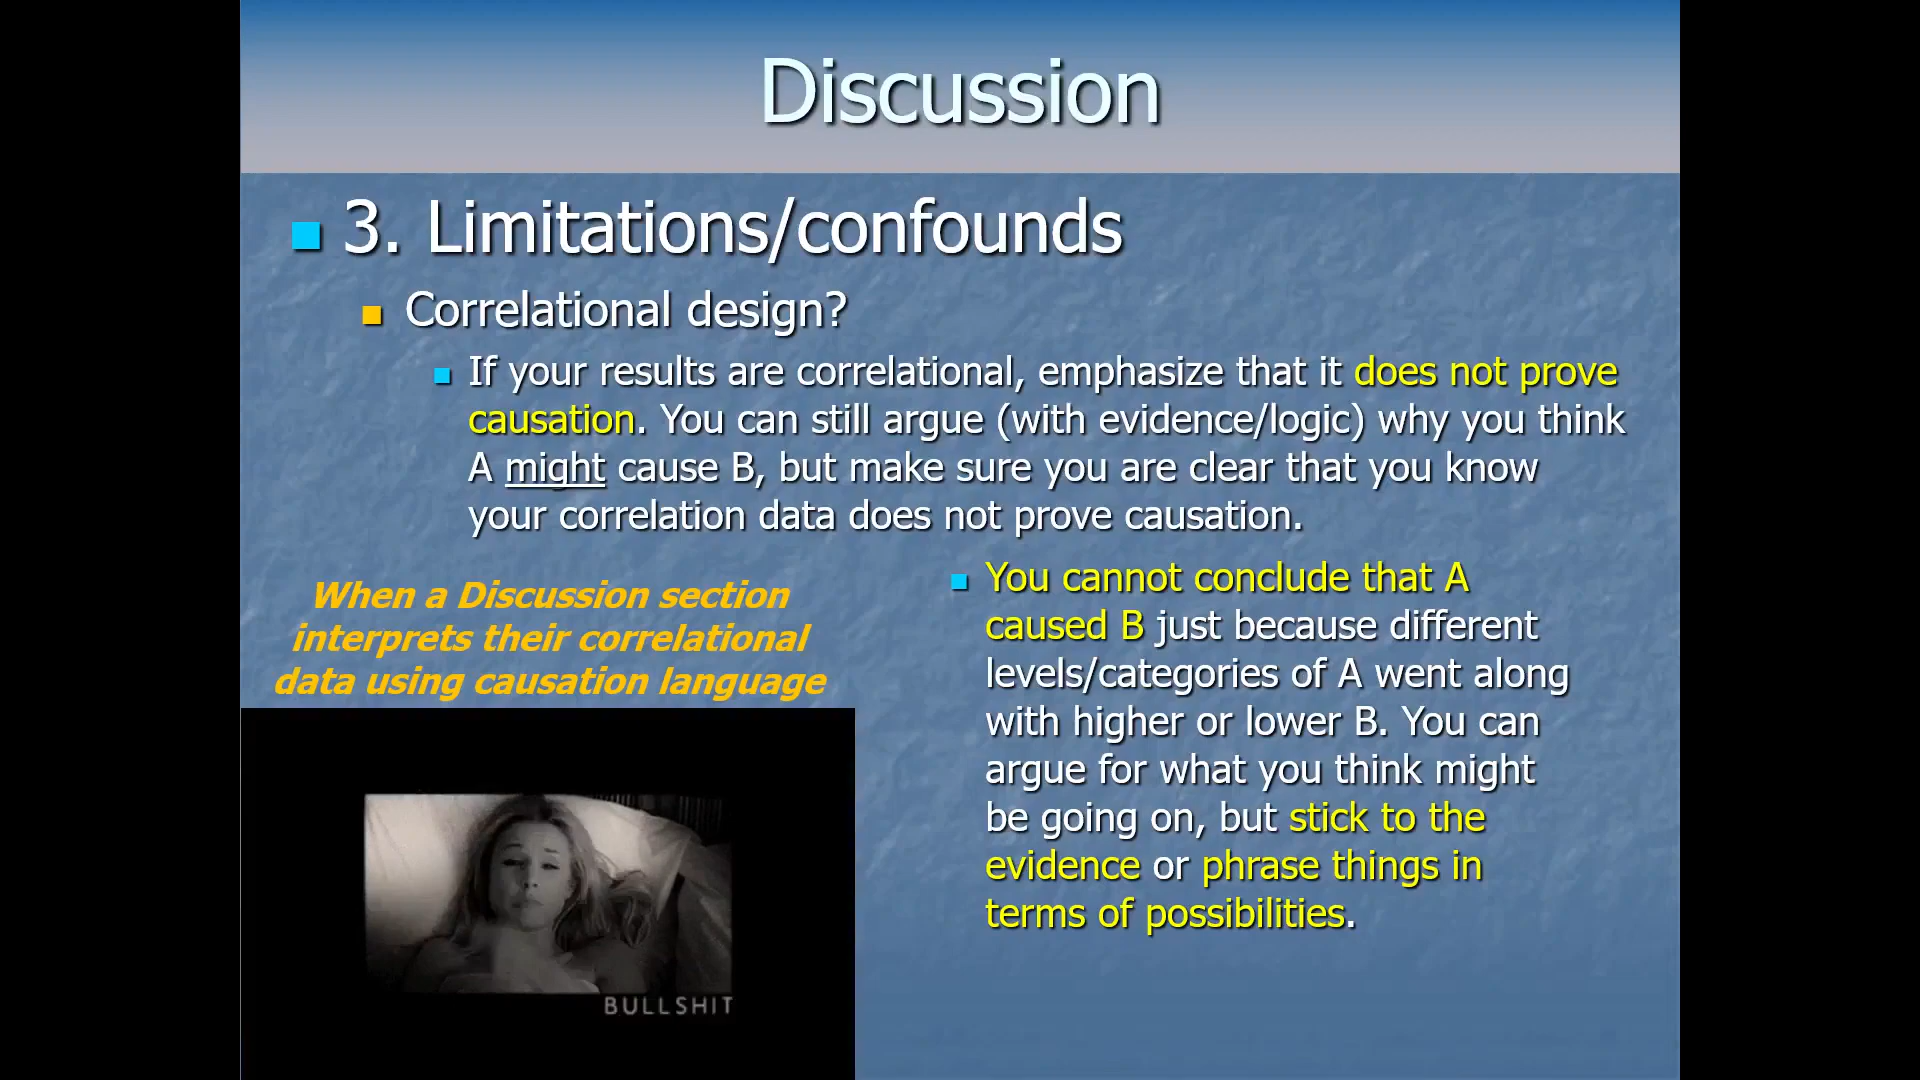 Discussion
3. Limitations/confounds
Correlational design?
If your results are correlational, emphasize that it does not prove
causation. You can still argue (with evidence/logic) why you think
A might cause B, but make sure you are clear that you know
your correlation data does not prove causation.
When a Discussion section
interprets their correlational
data using causation language
BULLSHIT
You cannot conclude that A
caused B just because different
levels/categories of A went along
with higher or lower B. You can
argue for what you think might
be going on, but stick to the
evidence or phrase things in
terms of possibilities.